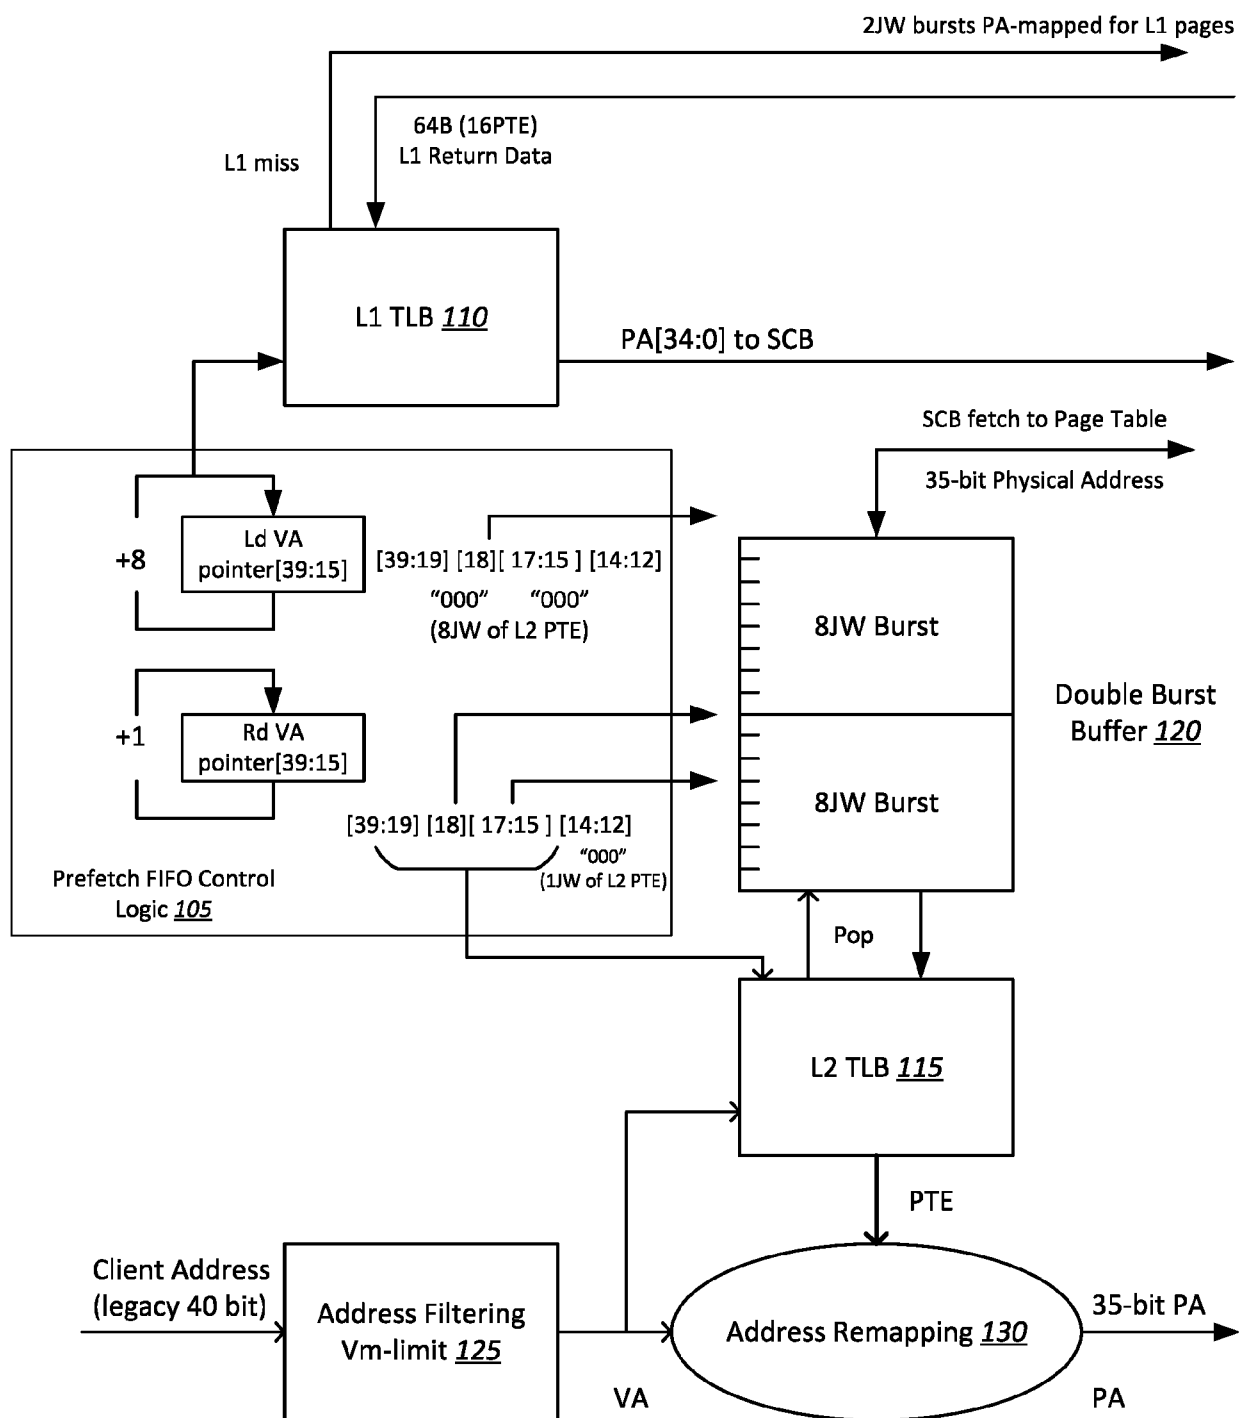 2JW bursts PA-mapped for L1 pages
64B (16PTE)
L1 Return Data
L1 miss
L1 TLB 110
PA[34:0] to SCB
SCB fetch to Page Table
35-bit Physical Address
+8
Ld VA
pointer[39:15]
[39:19] [18][ 17:15 ] [14:12]
“000” “000”
(8JW of L2 PTE)
8JW Burst
Double Burst
Buffer 120
+1
Rd VA
pointer[39:15]
8JW Burst
[39:19] [18][ 17:15 ] [14:12]
“000”
(1JW of L2 PTE)
Prefetch FIFO Control
Logic 105
Pop
L2 TLB 115
PTE
Client Address
(legacy 40 bit)
Address Filtering
Vm-limit 125
VA
Address Remapping 130
35-bit PA
PA